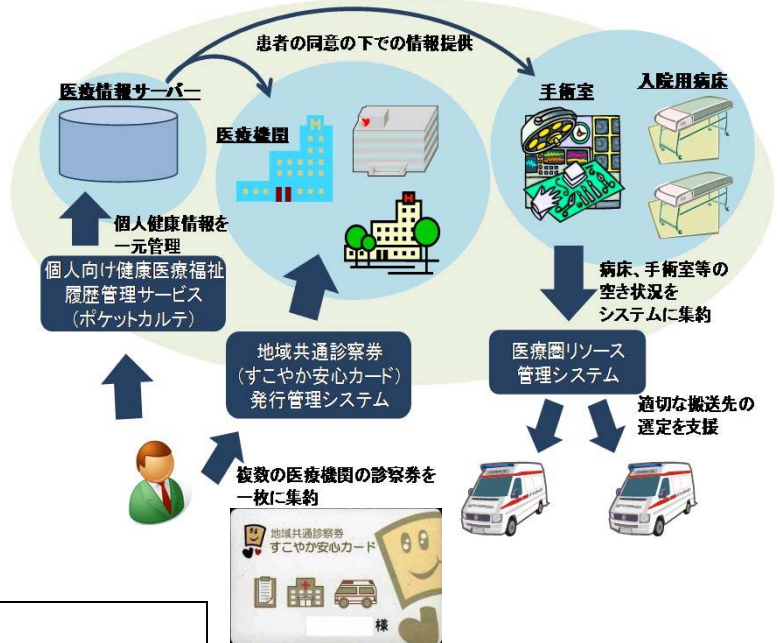 患者の同意の下での情報提供
医療情報サーバー
医療機関
手術室
入院用病床
H
H
個人健康情報を
一元管理
個人向け健康医療福祉
履歴管理サービス
(ポケットカルテ)
地域共通診察券
(すこやか安心カード)
発行管理システム
病床、手術室等の
空き状況を
システムに集約
医療圏リソース
管理システム
適切な搬送先の
選定を支援
複数の医療機関の診察券を
一枚に集約
地域共通診察券
すこやか安心カード
様